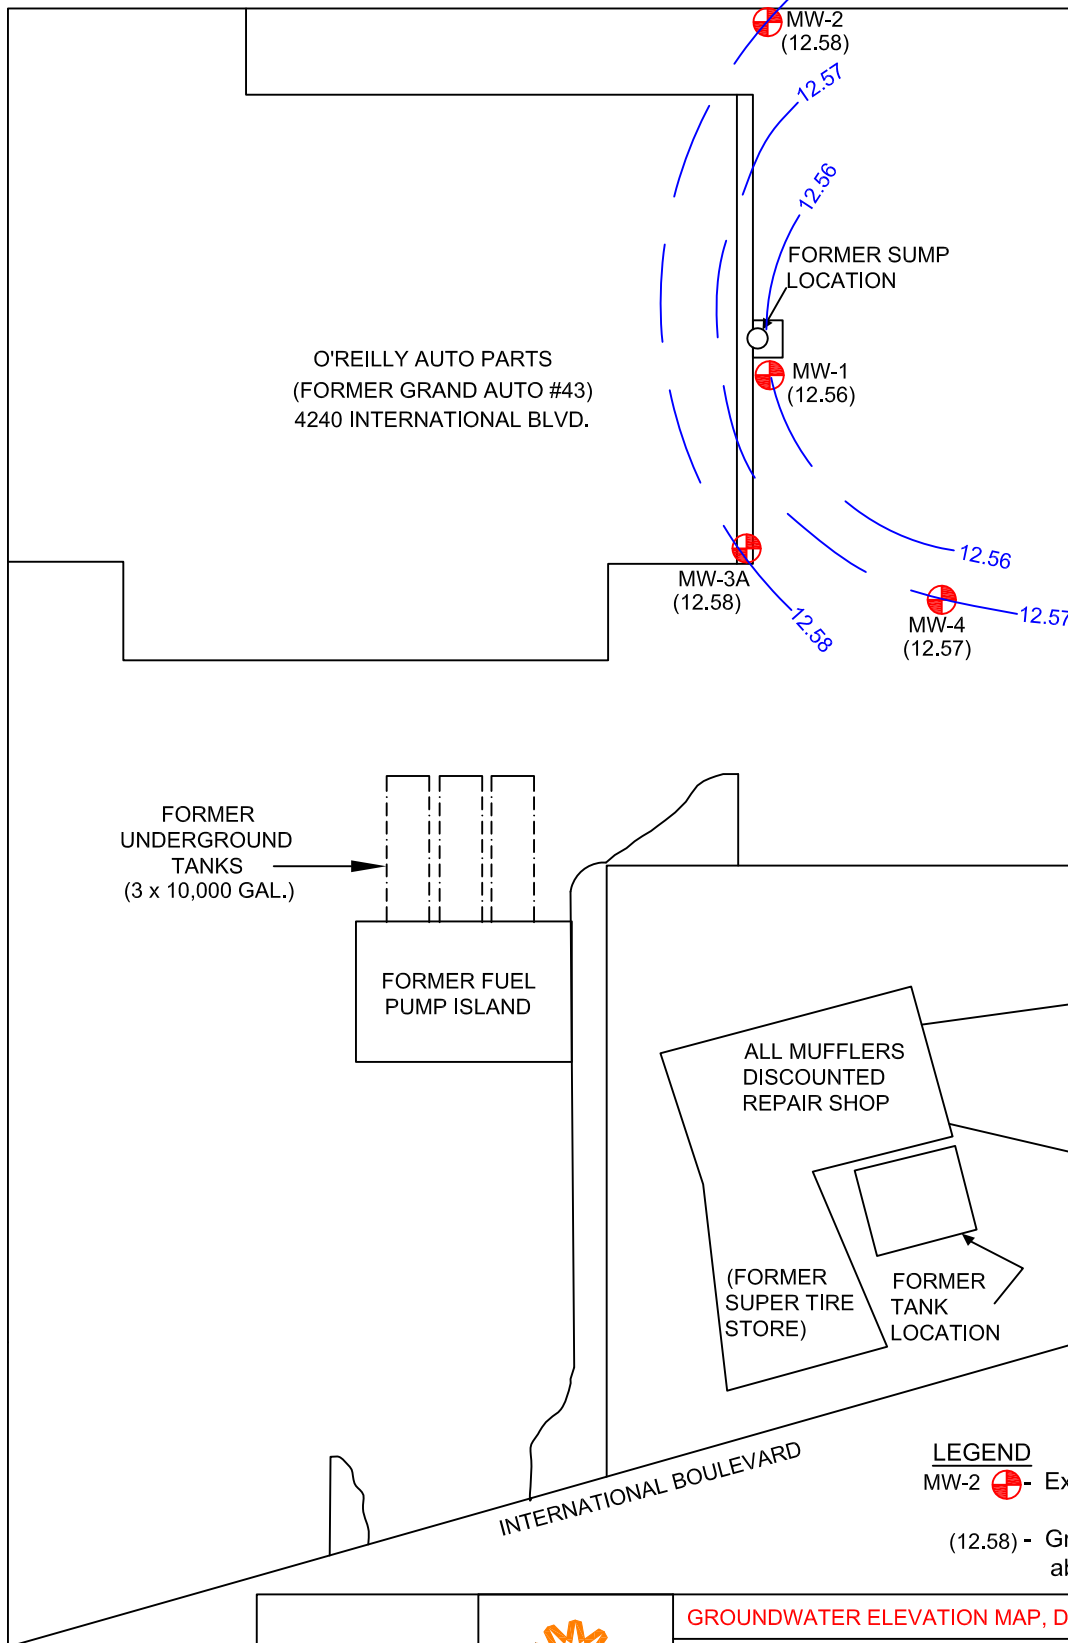 MW-2
(12.58)
12.57
12.56
FORMER SUMP
LOCATION
O'REILLY AUTO PARTS
(FORMER GRAND AUTO #43)
4240 INTERNATIONAL BLVD.
MW-1
(12.56)
12.56
MW-3A
(12.58)
12.58
12.57
MW-4
(12.57)
FORMER
UNDERGROUND
TANKS
(3 x 10,000 GAL.)
FORMER FUEL
PUMP ISLAND
ALL MUFFLERS
DISCOUNTED
REPAIR SHOP
(FORMER
SUPER TIRE
STORE)
FORMER
TANK
LOCATION
INTERNATIONAL BOULEVARD
LEGEND
MW-2 - Ex
(12.58) - Gr
ab
GROUNDWATER ELEVATION MAP, D